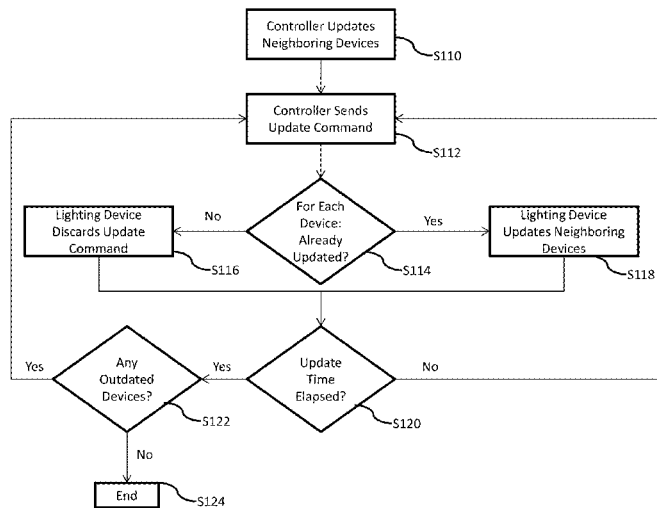 Controller Updates
Neighboring Devices
S110
Controller Sends
Update Command
S112
For Each
Device:
Already
Updated?
S114
No
Yes
Lighting Device
Discards Update
Command
S116
Lighting Device
Updates Neighboring
Devices
S118
Update
Time
Elapsed?
S120
Yes
No
Any
Outdated
Devices?
S122
Yes
No
End
S124